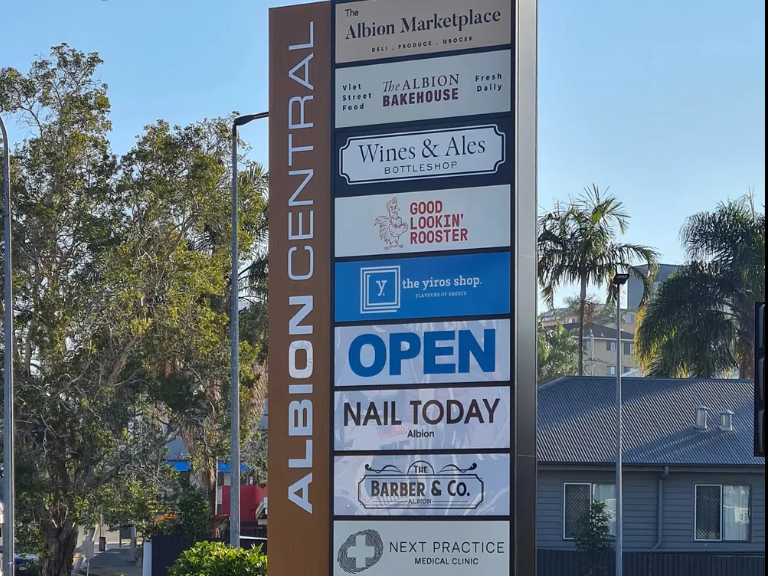 ALBION CENTRAL
The
Albion Marketplace
DELI . PRODUCE . GROCER
Viet
Street
Food
The ALBION
BAKEHOUSE
Fresh
Daily
Wines & Ales
BOTTLESHOP
GOOD
LOOKIN'
ROOSTER
y.
the yiros shop.
FLAVOURS OF GREECE
OPEN
NAIL TODAY
Albion
THE
BARBER & CO.
ALBION
NEXT PRACTICE
MEDICAL CLINIC